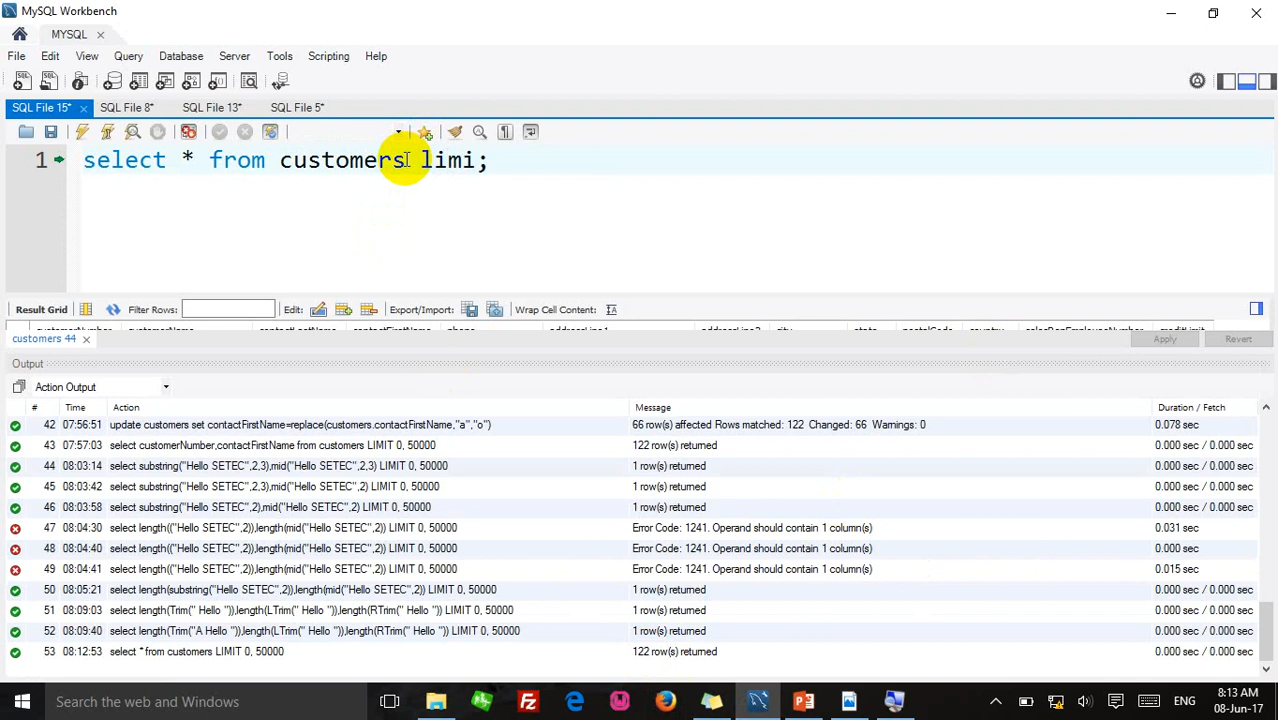 MySQL Workbench
MYSQL
File Edit View Query Database Server Tools Scripting Help
SQL File 15* SQL File 8* SQL File 13* SQL File 5*
1 select * from customers limi;
Result Grid Filter Rows: Edit: Export/Import: Wrap Cell Content:
customers 44 Apply Revert
Output
Action Output
# Time Action Message Duration / Fetch
42 07:56:51 update customers set contactFirstName=replace(customers.contactFirstName,"a","o") 66 row(s) affected Rows matched: 122 Changed: 66 Warnings: 0 0.078 sec
43 07:57:03 select customerNumber,contactFirstName from customers LIMIT 0, 50000 122 row(s) returned 0.000 sec / 0.000 sec
44 08:03:14 select substring("Hello SETEC",2,3),mid("Hello SETEC",2,3) LIMIT 0, 50000 1 row(s) returned 0.000 sec / 0.000 sec
45 08:03:42 select substring("Hello SETEC",2,3),mid("Hello SETEC",2) LIMIT 0, 50000 1 row(s) returned 0.000 sec / 0.000 sec
46 08:03:58 select substring("Hello SETEC",2),mid("Hello SETEC",2) LIMIT 0, 50000 1 row(s) returned 0.000 sec / 0.000 sec
47 08:04:30 select length(("Hello SETEC",2)),length(mid("Hello SETEC",2)) LIMIT 0, 50000 Error Code: 1241. Operand should contain 1 column(s) 0.031 sec
48 08:04:40 select length(("Hello SETEC",2)),length(mid("Hello SETEC",2)) LIMIT 0, 50000 Error Code: 1241. Operand should contain 1 column(s) 0.000 sec
49 08:04:41 select length(("Hello SETEC",2)),length(mid("Hello SETEC",2)) LIMIT 0, 50000 Error Code: 1241. Operand should contain 1 column(s) 0.015 sec
50 08:05:21 select length(substring("Hello SETEC",2)),length(mid("Hello SETEC",2)) LIMIT 0, 50000 1 row(s) returned 0.000 sec / 0.000 sec
51 08:09:03 select length(Trim(" Hello ")),length(LTrim(" Hello ")),length(RTrim(" Hello ")) LIMIT 0, 50000 1 row(s) returned 0.000 sec / 0.000 sec
52 08:09:40 select length(Trim("A Hello ")),length(LTrim(" Hello ")),length(RTrim(" Hello ")) LIMIT 0, 50000 1 row(s) returned 0.000 sec / 0.000 sec
53 08:12:53 select * from customers LIMIT 0, 50000 122 row(s) returned 0.000 sec / 0.000 sec
Search the web and Windows ENG 8:13 AM
08-Jun-17